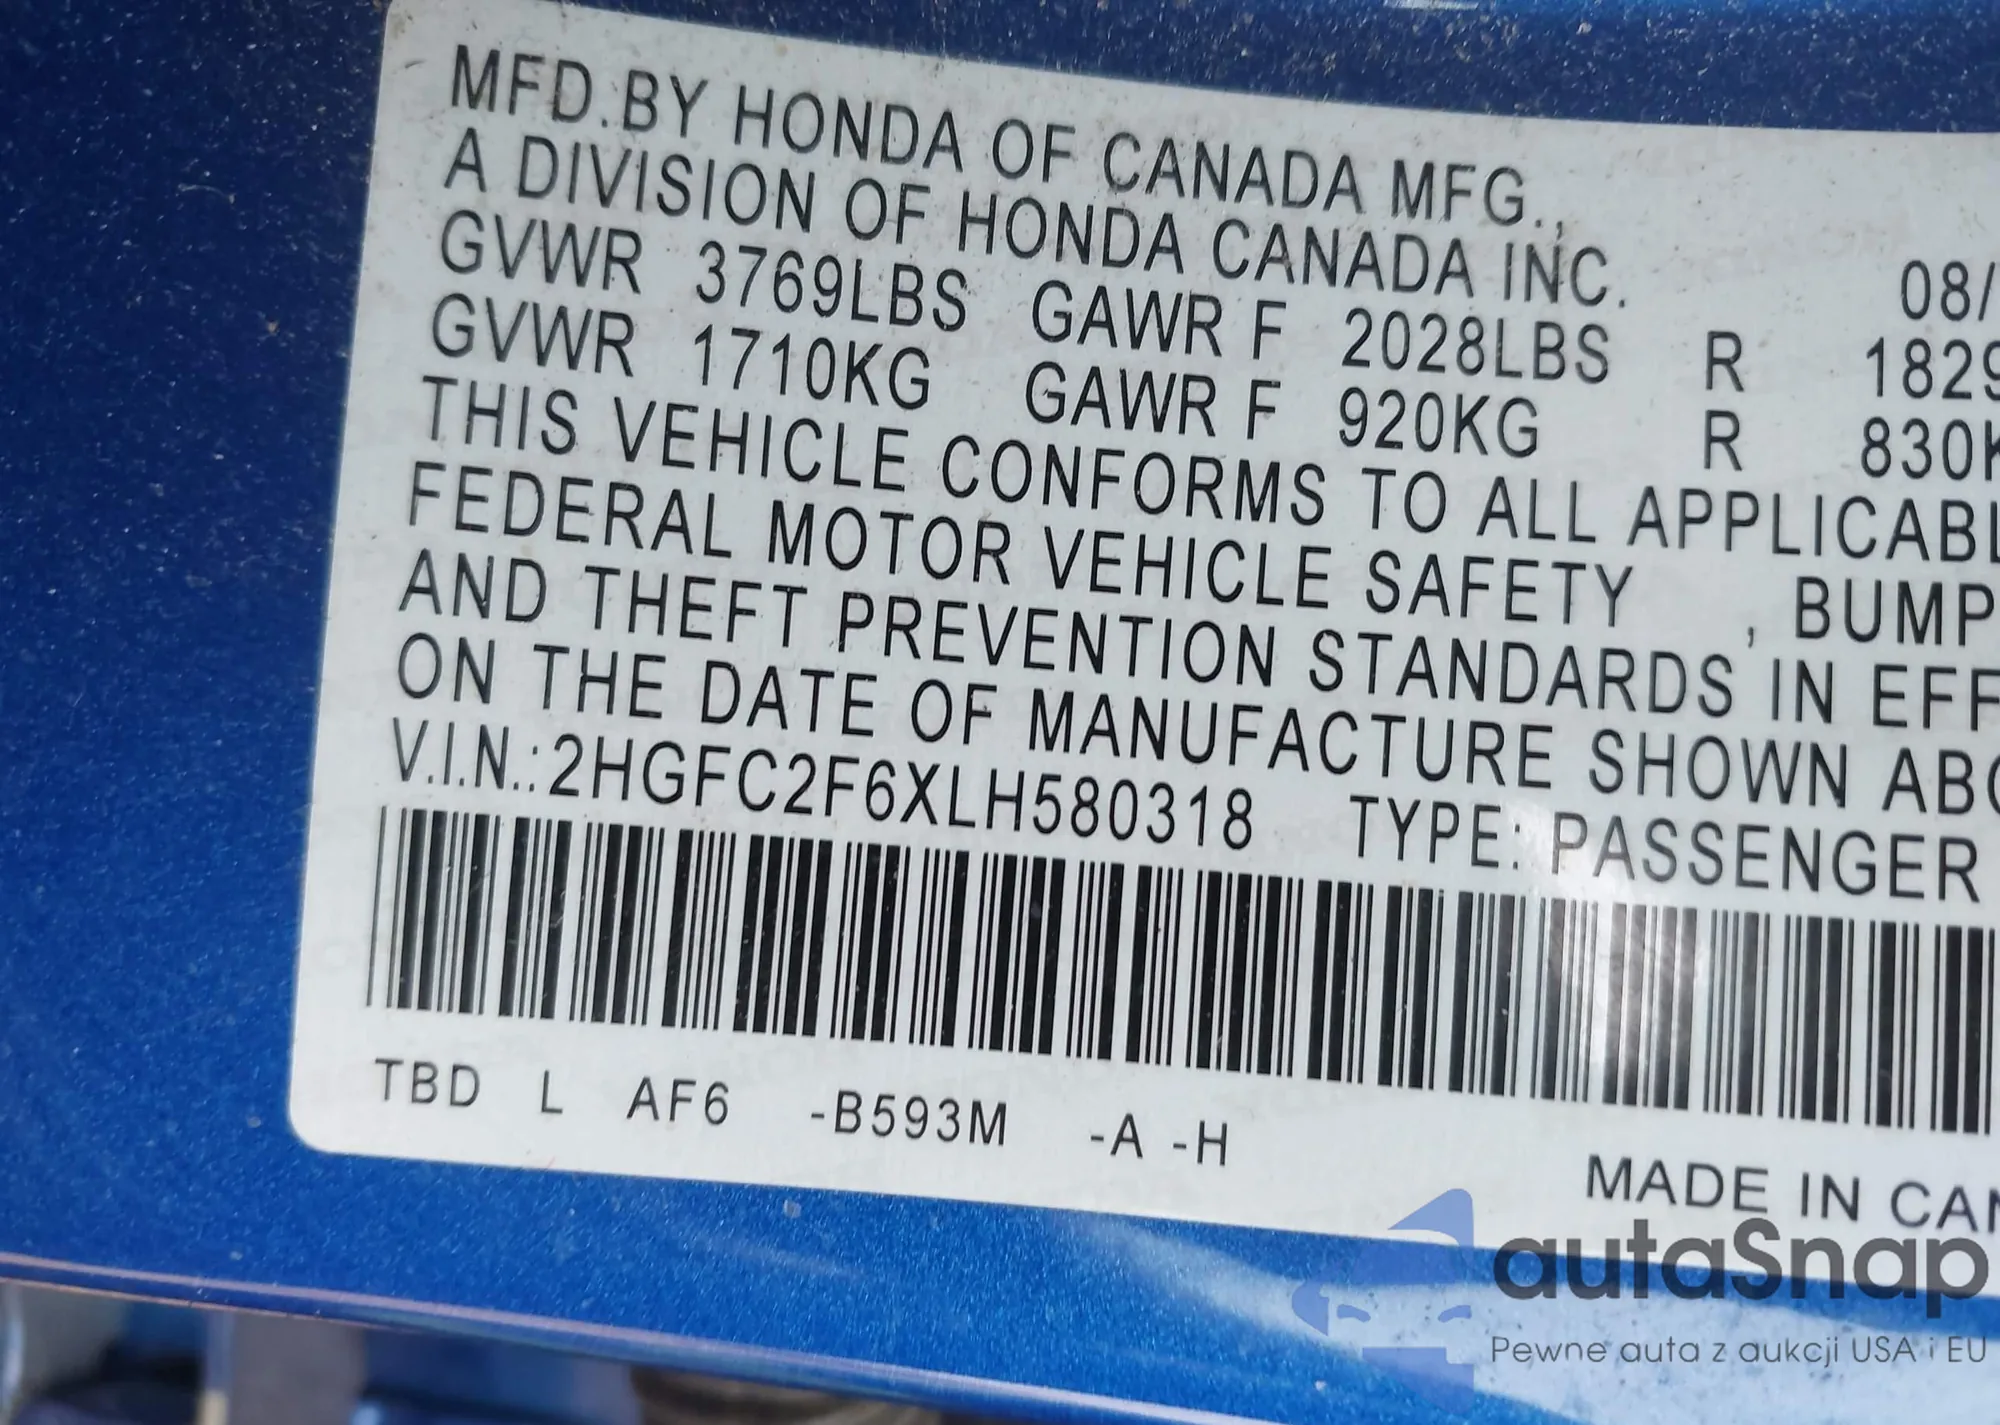 MFD.BY HONDA OF CANADA MFG.,
A DIVISION OF HONDA CANADA INC. 08/
GVWR 3769LBS GAWR F 2028LBS R 1829
GVWR 1710KG GAWR F 920KG R 830K
THIS VEHICLE CONFORMS TO ALL APPLICABL
FEDERAL MOTOR VEHICLE SAFETY , BUMP
AND THEFT PREVENTION STANDARDS IN EFF
ON THE DATE OF MANUFACTURE SHOWN ABO
V.I.N.:2HGFC2F6XLH580318 TYPE: PASSENGER
TBD L AF6 -B593M -A -H
MADE IN CAN
autaSnap
Pewne auta z aukcji USA i EU